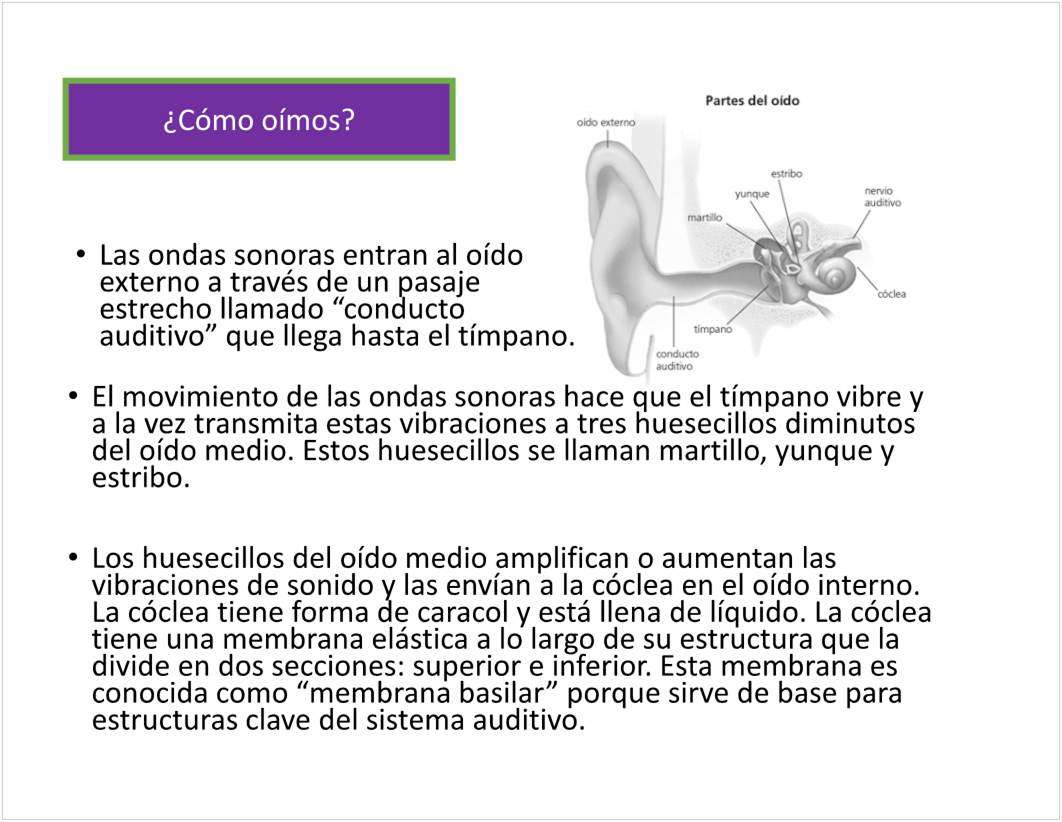 ¿Cómo oímos?
Partes del oído
oído externo
estribo
yunque
nervio
auditivo
martillo
cóclea
tímpano
conducto
auditivo
• Las ondas sonoras entran al oído
externo a través de un pasaje
estrecho llamado “conducto
auditivo” que llega hasta el tímpano.
• El movimiento de las ondas sonoras hace que el tímpano vibre y
a la vez transmita estas vibraciones a tres huesecillos diminutos
del oído medio. Estos huesecillos se llaman martillo, yunque y
estribo.
• Los huesecillos del oído medio amplifican o aumentan las
vibraciones de sonido y las envían a la cóclea en el oído interno.
La cóclea tiene forma de caracol y está llena de líquido. La cóclea
tiene una membrana elástica a lo largo de su estructura que la
divide en dos secciones: superior e inferior. Esta membrana es
conocida como “membrana basilar” porque sirve de base para
estructuras clave del sistema auditivo.